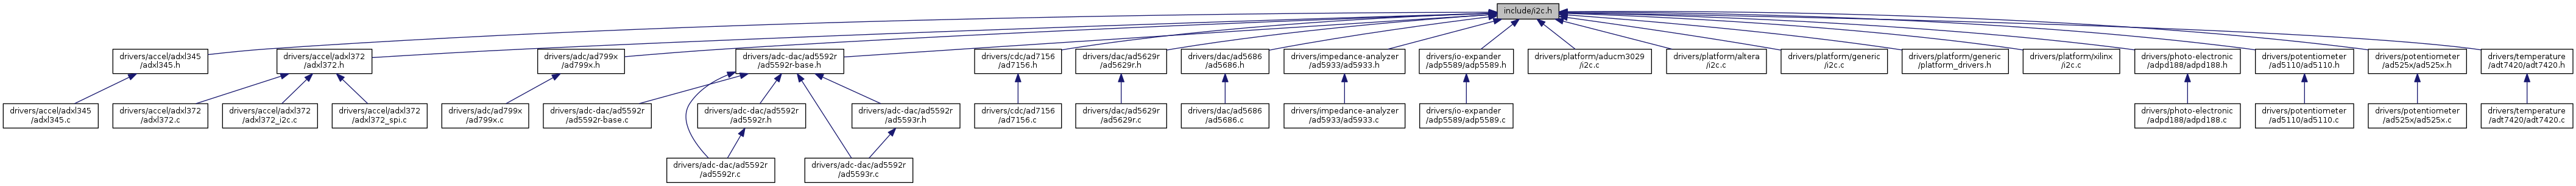 include/i2c.h
drivers/accel/adxl345
/adxl345.h
drivers/accel/adxl372
/adxl372.h
drivers/adc/ad799x
/ad799x.h
drivers/adc-dac/ad5592r
/ad5592r-base.h
drivers/cdc/ad7156
/ad7156.h
drivers/dac/ad5629r
/ad5629r.h
drivers/dac/ad5686
/ad5686.h
drivers/impedance-analyzer
/ad5933/ad5933.h
drivers/io-expander
/adp5589/adp5589.h
drivers/platform/aducm3029
/i2c.c
drivers/platform/altera
/i2c.c
drivers/platform/generic
/i2c.c
drivers/platform/generic
/platform_drivers.h
drivers/platform/xilinx
/i2c.c
drivers/photo-electronic
/adpd188/adpd188.h
drivers/potentiometer
/ad5110/ad5110.h
drivers/potentiometer
/ad525x/ad525x.h
drivers/temperature
/adt7420/adt7420.h
drivers/accel/adxl345
/adxl345.c
drivers/accel/adxl372
/adxl372.c
drivers/accel/adxl372
/adxl372_i2c.c
drivers/accel/adxl372
/adxl372_spi.c
drivers/adc/ad799x
/ad799x.c
drivers/adc-dac/ad5592r
/ad5592r-base.c
drivers/adc-dac/ad5592r
/ad5592r.h
drivers/adc-dac/ad5592r
/ad5593r.h
drivers/cdc/ad7156
/ad7156.c
drivers/dac/ad5629r
/ad5629r.c
drivers/dac/ad5686
/ad5686.c
drivers/impedance-analyzer
/ad5933/ad5933.c
drivers/io-expander
/adp5589/adp5589.c
drivers/photo-electronic
/adpd188/adpd188.c
drivers/potentiometer
/ad5110/ad5110.c
drivers/potentiometer
/ad525x/ad525x.c
drivers/temperature
/adt7420/adt7420.c
drivers/adc-dac/ad5592r
/ad5592r.c
drivers/adc-dac/ad5592r
/ad5593r.c